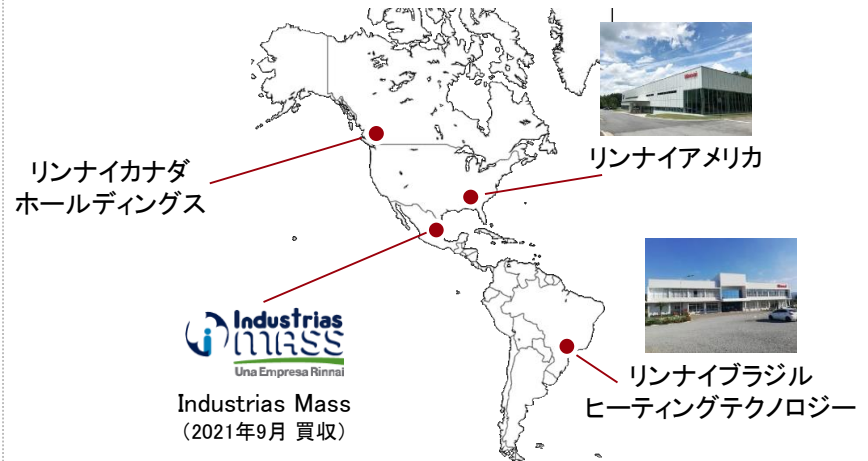 リンナイカナダ
ホールディングス
リンナイアメリカ
Industrias
MASS
Una Empresa Rinnai
Industrias Mass
（2021年9月 買収）
リンナイブラジル
ヒーティングテクノロジー